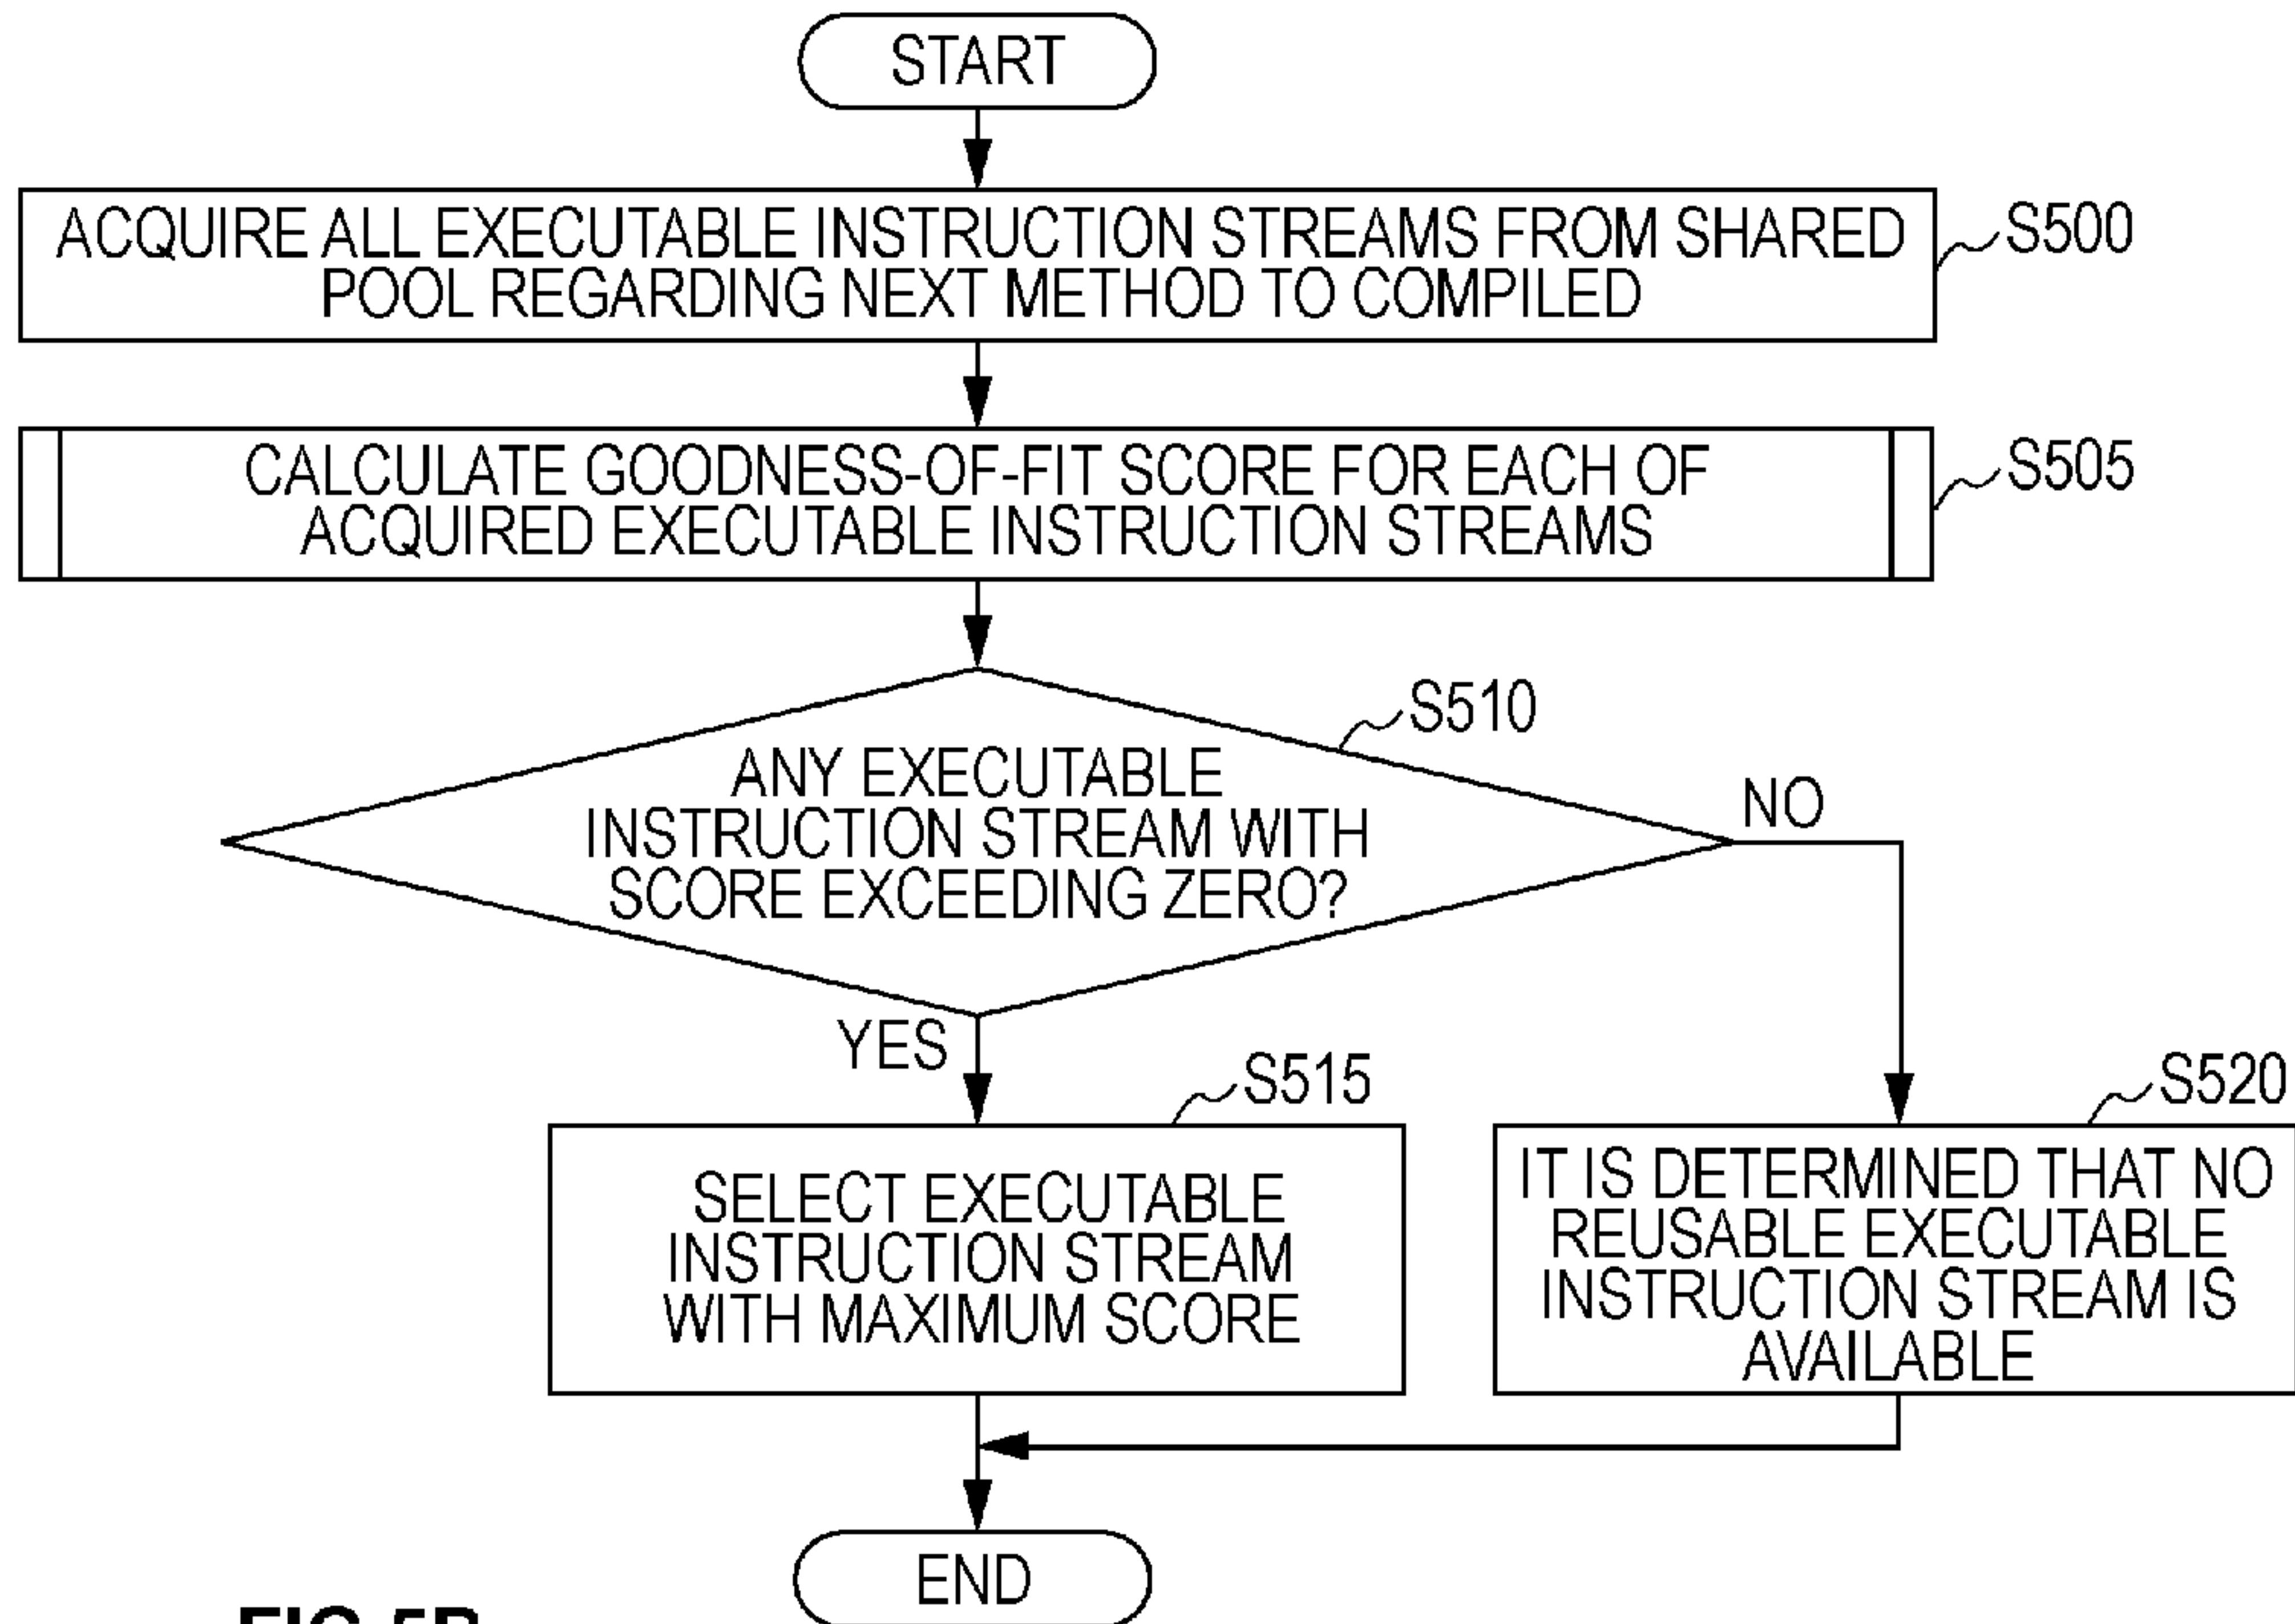 START
ACQUIRE ALL EXECUTABLE INSTRUCTION STREAMS FROM SHARED
POOL REGARDING NEXT METHOD TO COMPILED
S500
CALCULATE GOODNESS-OF-FIT SCORE FOR EACH OF
ACQUIRED EXECUTABLE INSTRUCTION STREAMS
S505
S510
ANY EXECUTABLE
INSTRUCTION STREAM WITH
SCORE EXCEEDING ZERO?
NO
YES
S515
SELECT EXECUTABLE
INSTRUCTION STREAM
WITH MAXIMUM SCORE
S520
IT IS DETERMINED THAT NO
REUSABLE EXECUTABLE
INSTRUCTION STREAM IS
AVAILABLE
END